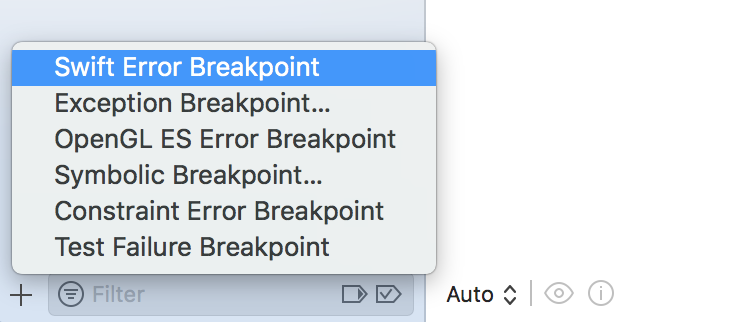 Swift Error Breakpoint
Exception Breakpoint...
OpenGL ES Error Breakpoint
Symbolic Breakpoint...
Constraint Error Breakpoint
Test Failure Breakpoint
Filter
Auto